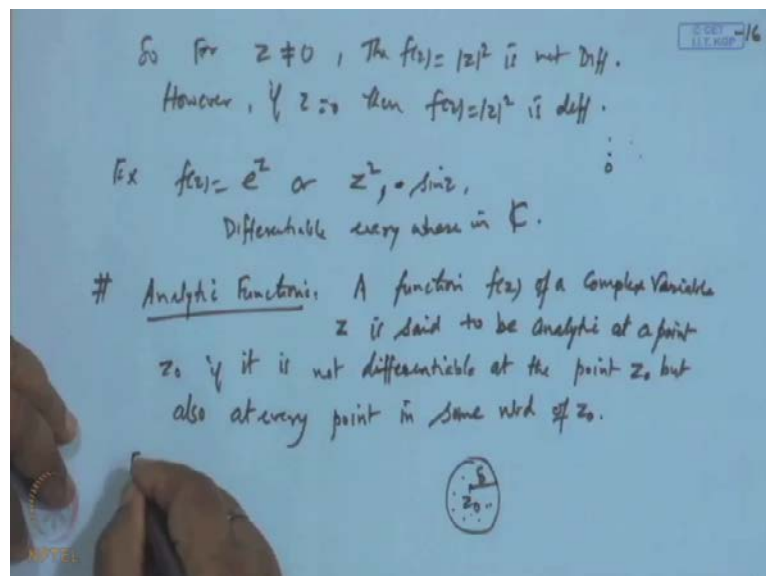 So For z ≠ 0, The f(z) = |z|² is not Diff.
However, if z = 0 then f(z) = |z|² is diff.
0
Ex f(z) = e^z or z², sin z,
Differentiable every where in ℂ.
# Analytic Function: A function f(z) of a Complex Variable
z is said to be analytic at a point
z₀ if it is not differentiable at the point z₀ but
also at every point in some nbd of z₀.
δ
z₀
© CET
I.I.T. KGP
-16
NPTEL